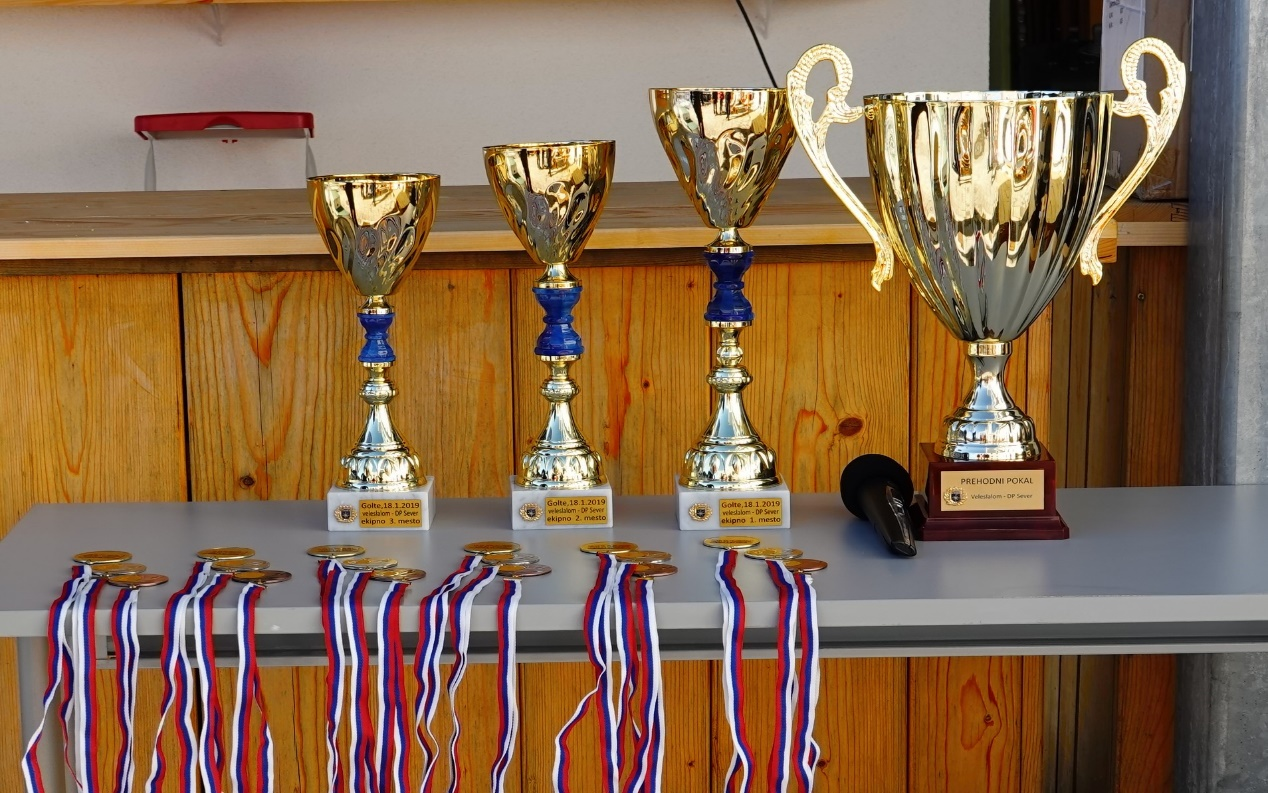 Golte,18.1.2019
veleslalom - DP Sever
ekipno 3. mesto
Golte,18.1.2019
veleslalom - DP Sever
ekipno 2. mesto
Golte,18.1.2019
veleslalom - DP Sever
ekipno 1. mesto
PREHODNI POKAL
Veleslalom - DP Sever